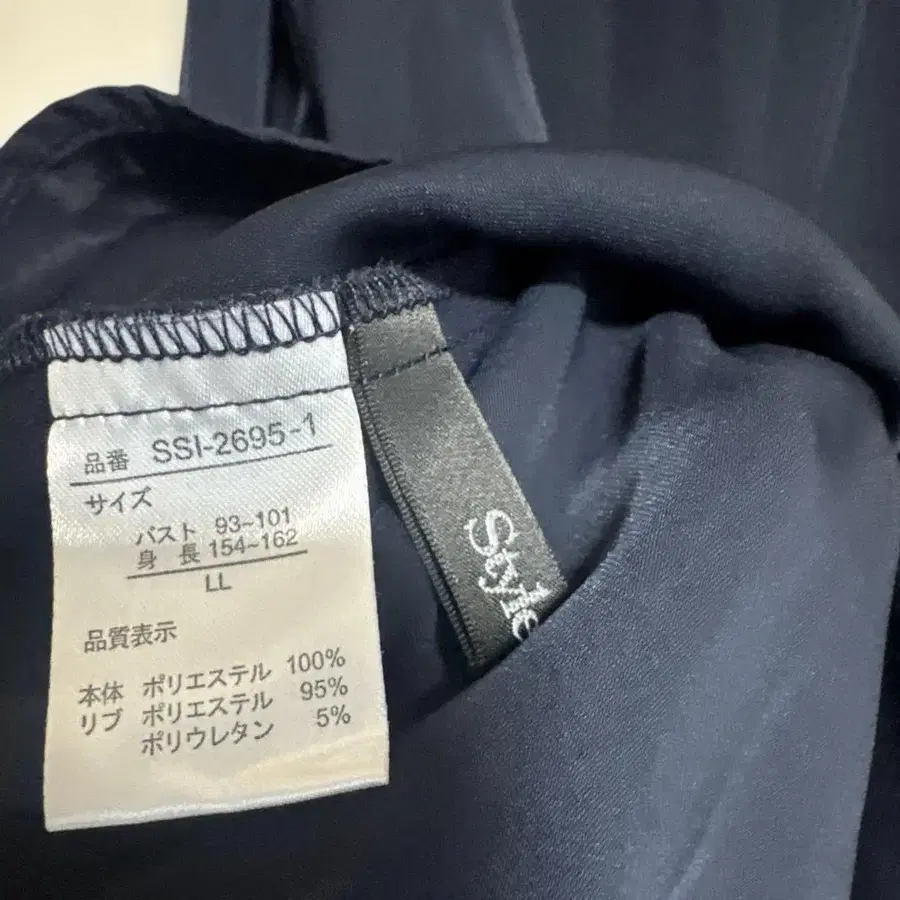 品番 SSI-2695-1
サイズ
バスト 93~101
身 長 154~162
LL
品質表示
本体 ポリエステル 100%
リブ ポリエステル 95%
ポリウレタン 5%
Style